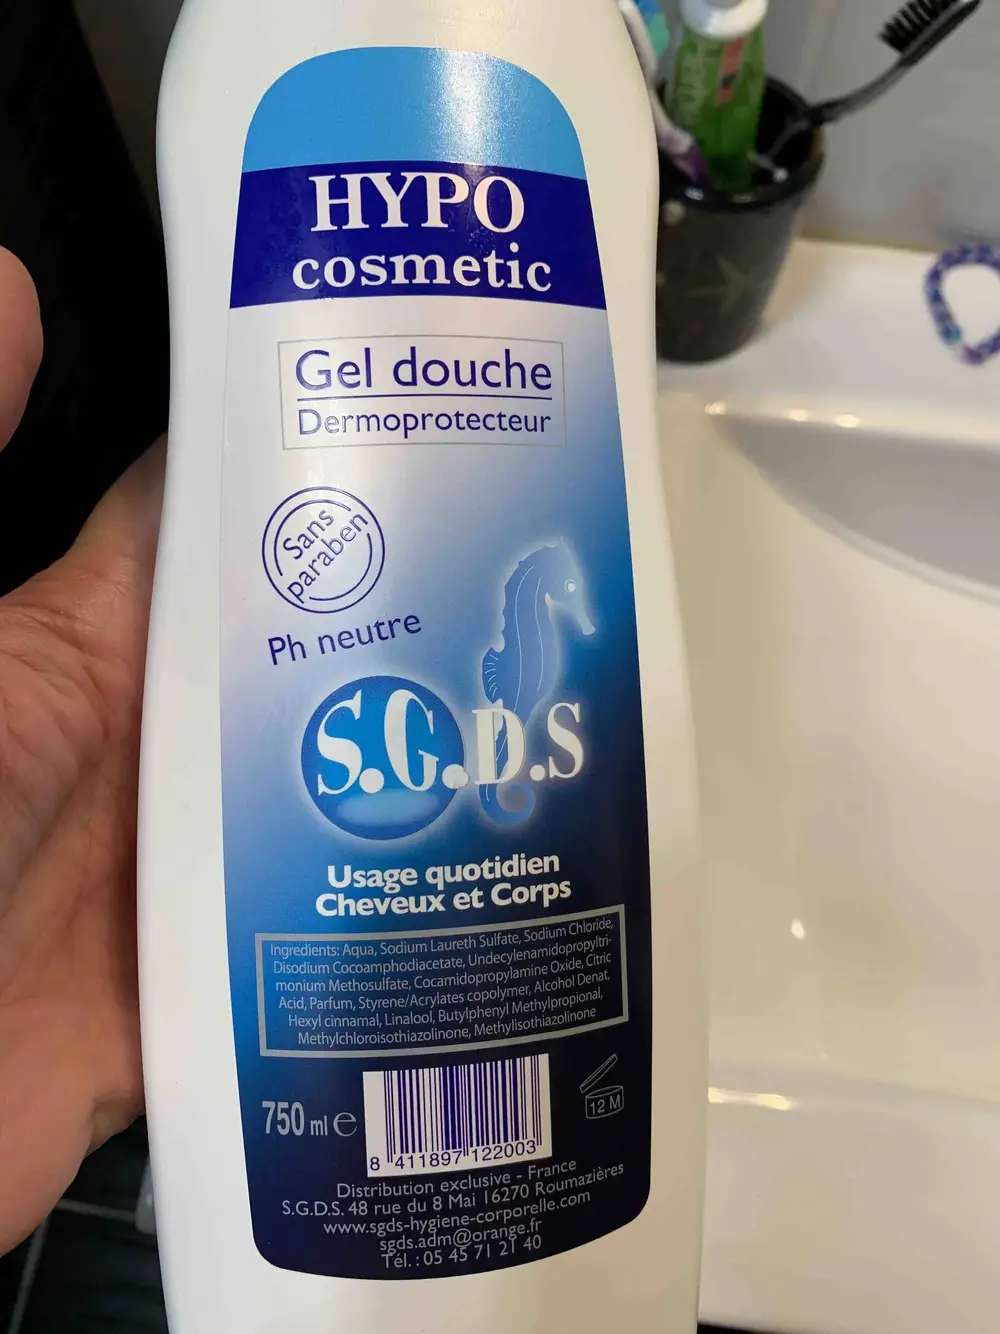 HYPO
cosmetic
Gel douche
Dermoprotecteur
Sans
paraben
Ph neutre
S.G.D.S
Usage quotidien
Cheveux et Corps
Ingredients: Aqua, Sodium Laureth Sulfate, Sodium Chloride,
Disodium Cocoamphodiacetate, Undecylenamidopropyltri-
monium Methosulfate, Cocamidopropylamine Oxide, Citric
Acid, Parfum, Styrene/Acrylates copolymer, Alcohol Denat,
Hexyl cinnamal, Linalool, Butylphenyl Methylpropional,
Methylchloroisothiazolinone, Methylisothiazolinone
750 ml e
12 M
8 411897 122003
Distribution exclusive - France
S.G.D.S. 48 rue du 8 Mai 16270 Roumazières
www.sgds-hygiene-corporelle.com
sgds.adm@orange.fr
Tél. : 05 45 71 21 40